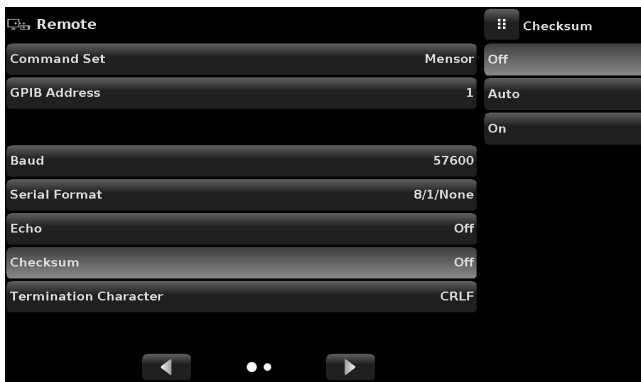 Remote
Command Set Mensor
GPIB Address 1
Baud 57600
Serial Format 8/1/None
Echo Off
Checksum Off
Termination Character CRLF
Checksum
Off
Auto
On